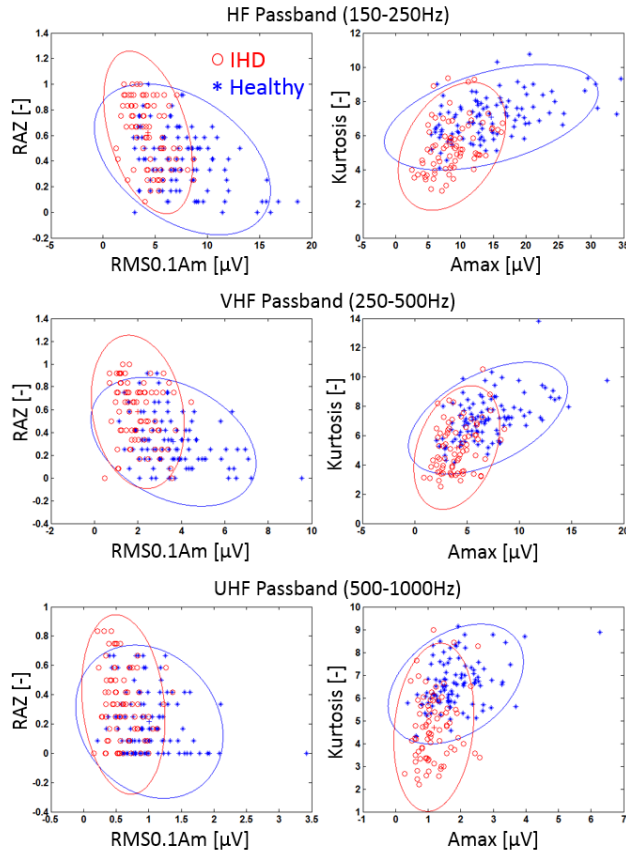 HF Passband (150-250Hz)
1.4
1.2
1
0.8
0.6
0.4
0.2
0
-0.2
RAZ [-]
IHD
* Healthy
-5 0 5 10 15 20
RMS0.1Am [µV]
12
10
8
6
4
2
0
Kurtosis [-]
-5 0 5 10 15 20 25 30 35
Amax [µV]
VHF Passband (250-500Hz)
1.4
1.2
1
0.8
0.6
0.4
0.2
0
-0.2
-0.4
RAZ [-]
-2 0 2 4 6 8 10
RMS0.1Am [µV]
14
12
10
8
6
4
2
0
Kurtosis [-]
-5 0 5 10 15 20
Amax [µV]
UHF Passband (500-1000Hz)
1
0.8
0.6
0.4
0.2
0
-0.2
-0.4
RAZ [-]
-0.5 0 0.5 1 1.5 2 2.5 3 3.5
RMS0.1Am [µV]
10
9
8
7
6
5
4
3
2
1
Kurtosis [-]
-1 0 1 2 3 4 5 6 7
Amax [µV]